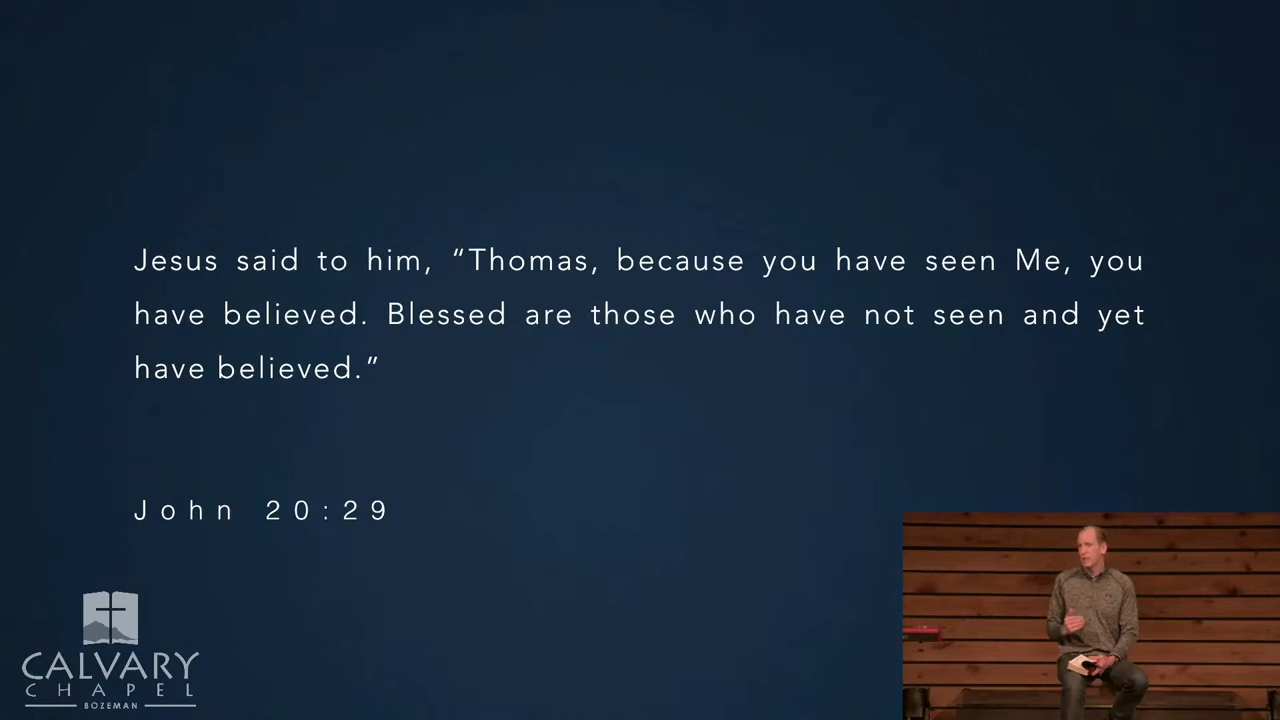 Jesus said to him, “Thomas, because you have seen Me, you
have believed. Blessed are those who have not seen and yet
have believed.”
John 20:29
CALVARY
CHAPEL
BOZEMAN